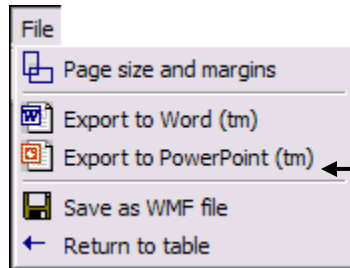 File
Page size and margins
Export to Word (tm)
Export to PowerPoint (tm)
Save as WMF file
Return to table